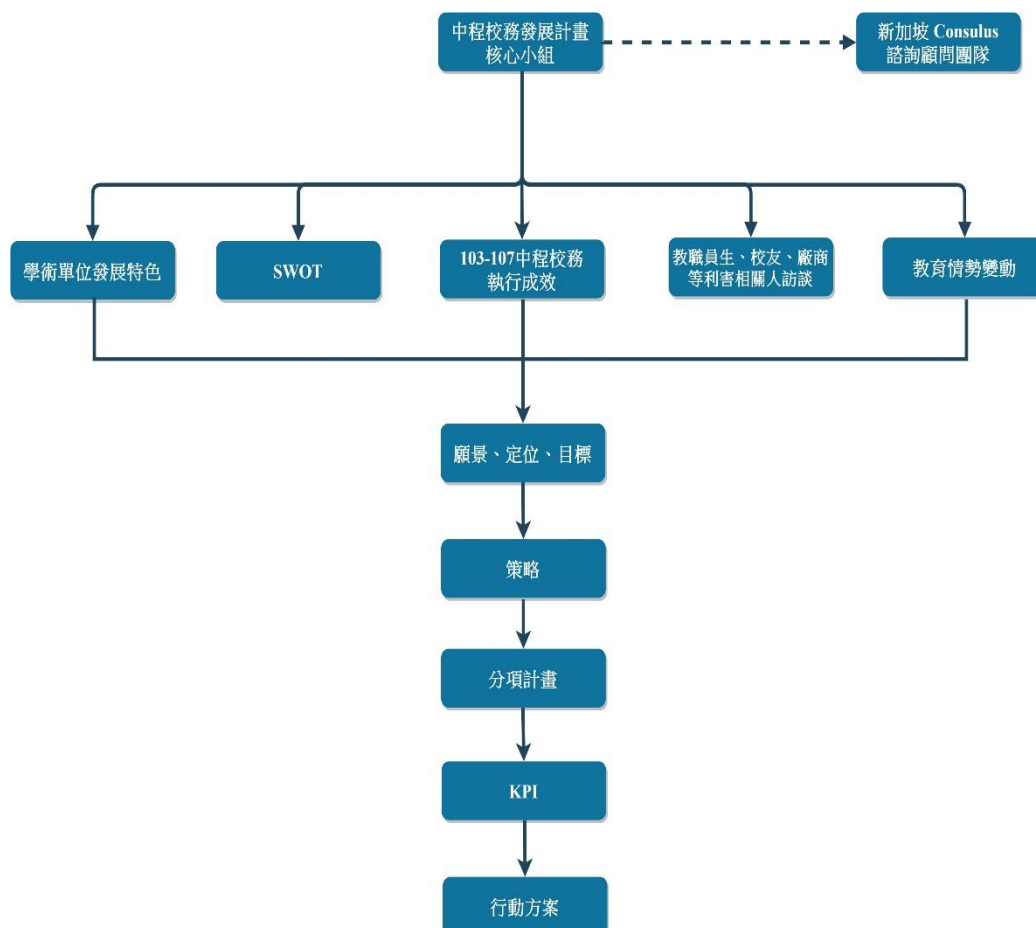 中程校務發展計畫
核心小組
新加坡 Consulus
諮詢顧問團隊
學術單位發展特色
SWOT
103-107中程校務
執行成效
教職員生、校友、廠商
等利害相關人訪談
教育情勢變動
願景、定位、目標
策略
分項計畫
KPI
行動方案